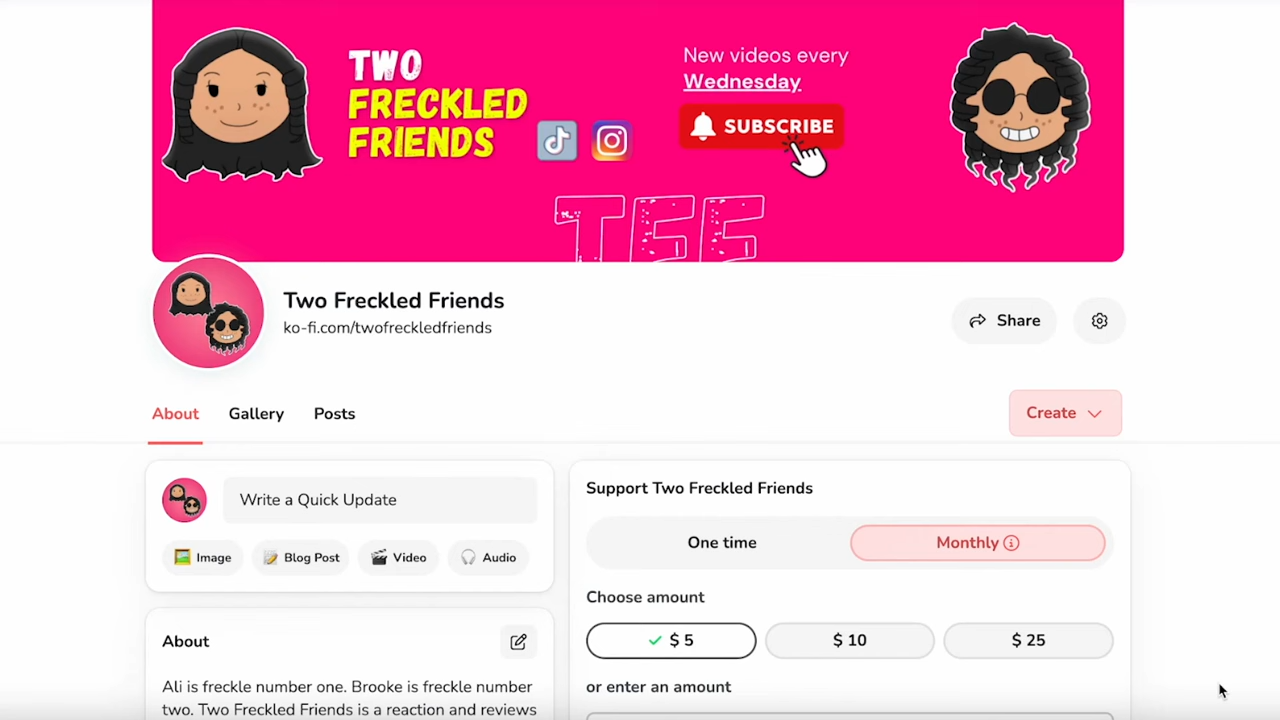 TWO
FRECKLED
FRIENDS
New videos every
Wednesday
SUBSCRIBE
TEE
Two Freckled Friends
ko-fi.com/twofreckledfriends
Share
About
Gallery
Posts
Create
Write a Quick Update
Image
Blog Post
Video
Audio
About
Ali is freckle number one. Brooke is freckle number
two. Two Freckled Friends is a reaction and reviews
Support Two Freckled Friends
One time
Monthly
Choose amount
$ 5
$ 10
$ 25
or enter an amount